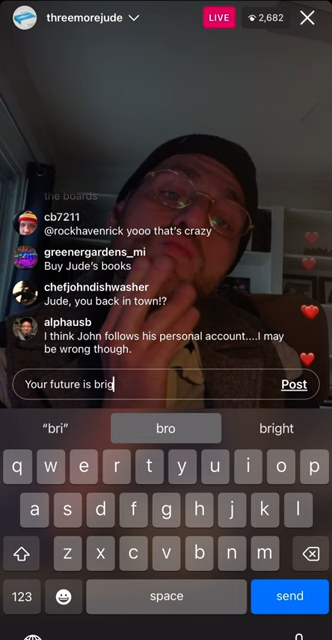 threemorejude
LIVE
2,682
the boards
cb7211
@rockhavenrick yooo that's crazy
greenergardens_mi
Buy Jude's books
chefjohndishwasher
Jude, you back in town!?
alphausb
I think John follows his personal account....I may
be wrong though.
Your future is brig
Post
“bri” bro bright
q w e r t y u i o p
a s d f g h j k l
z x c v b n m
123 space send